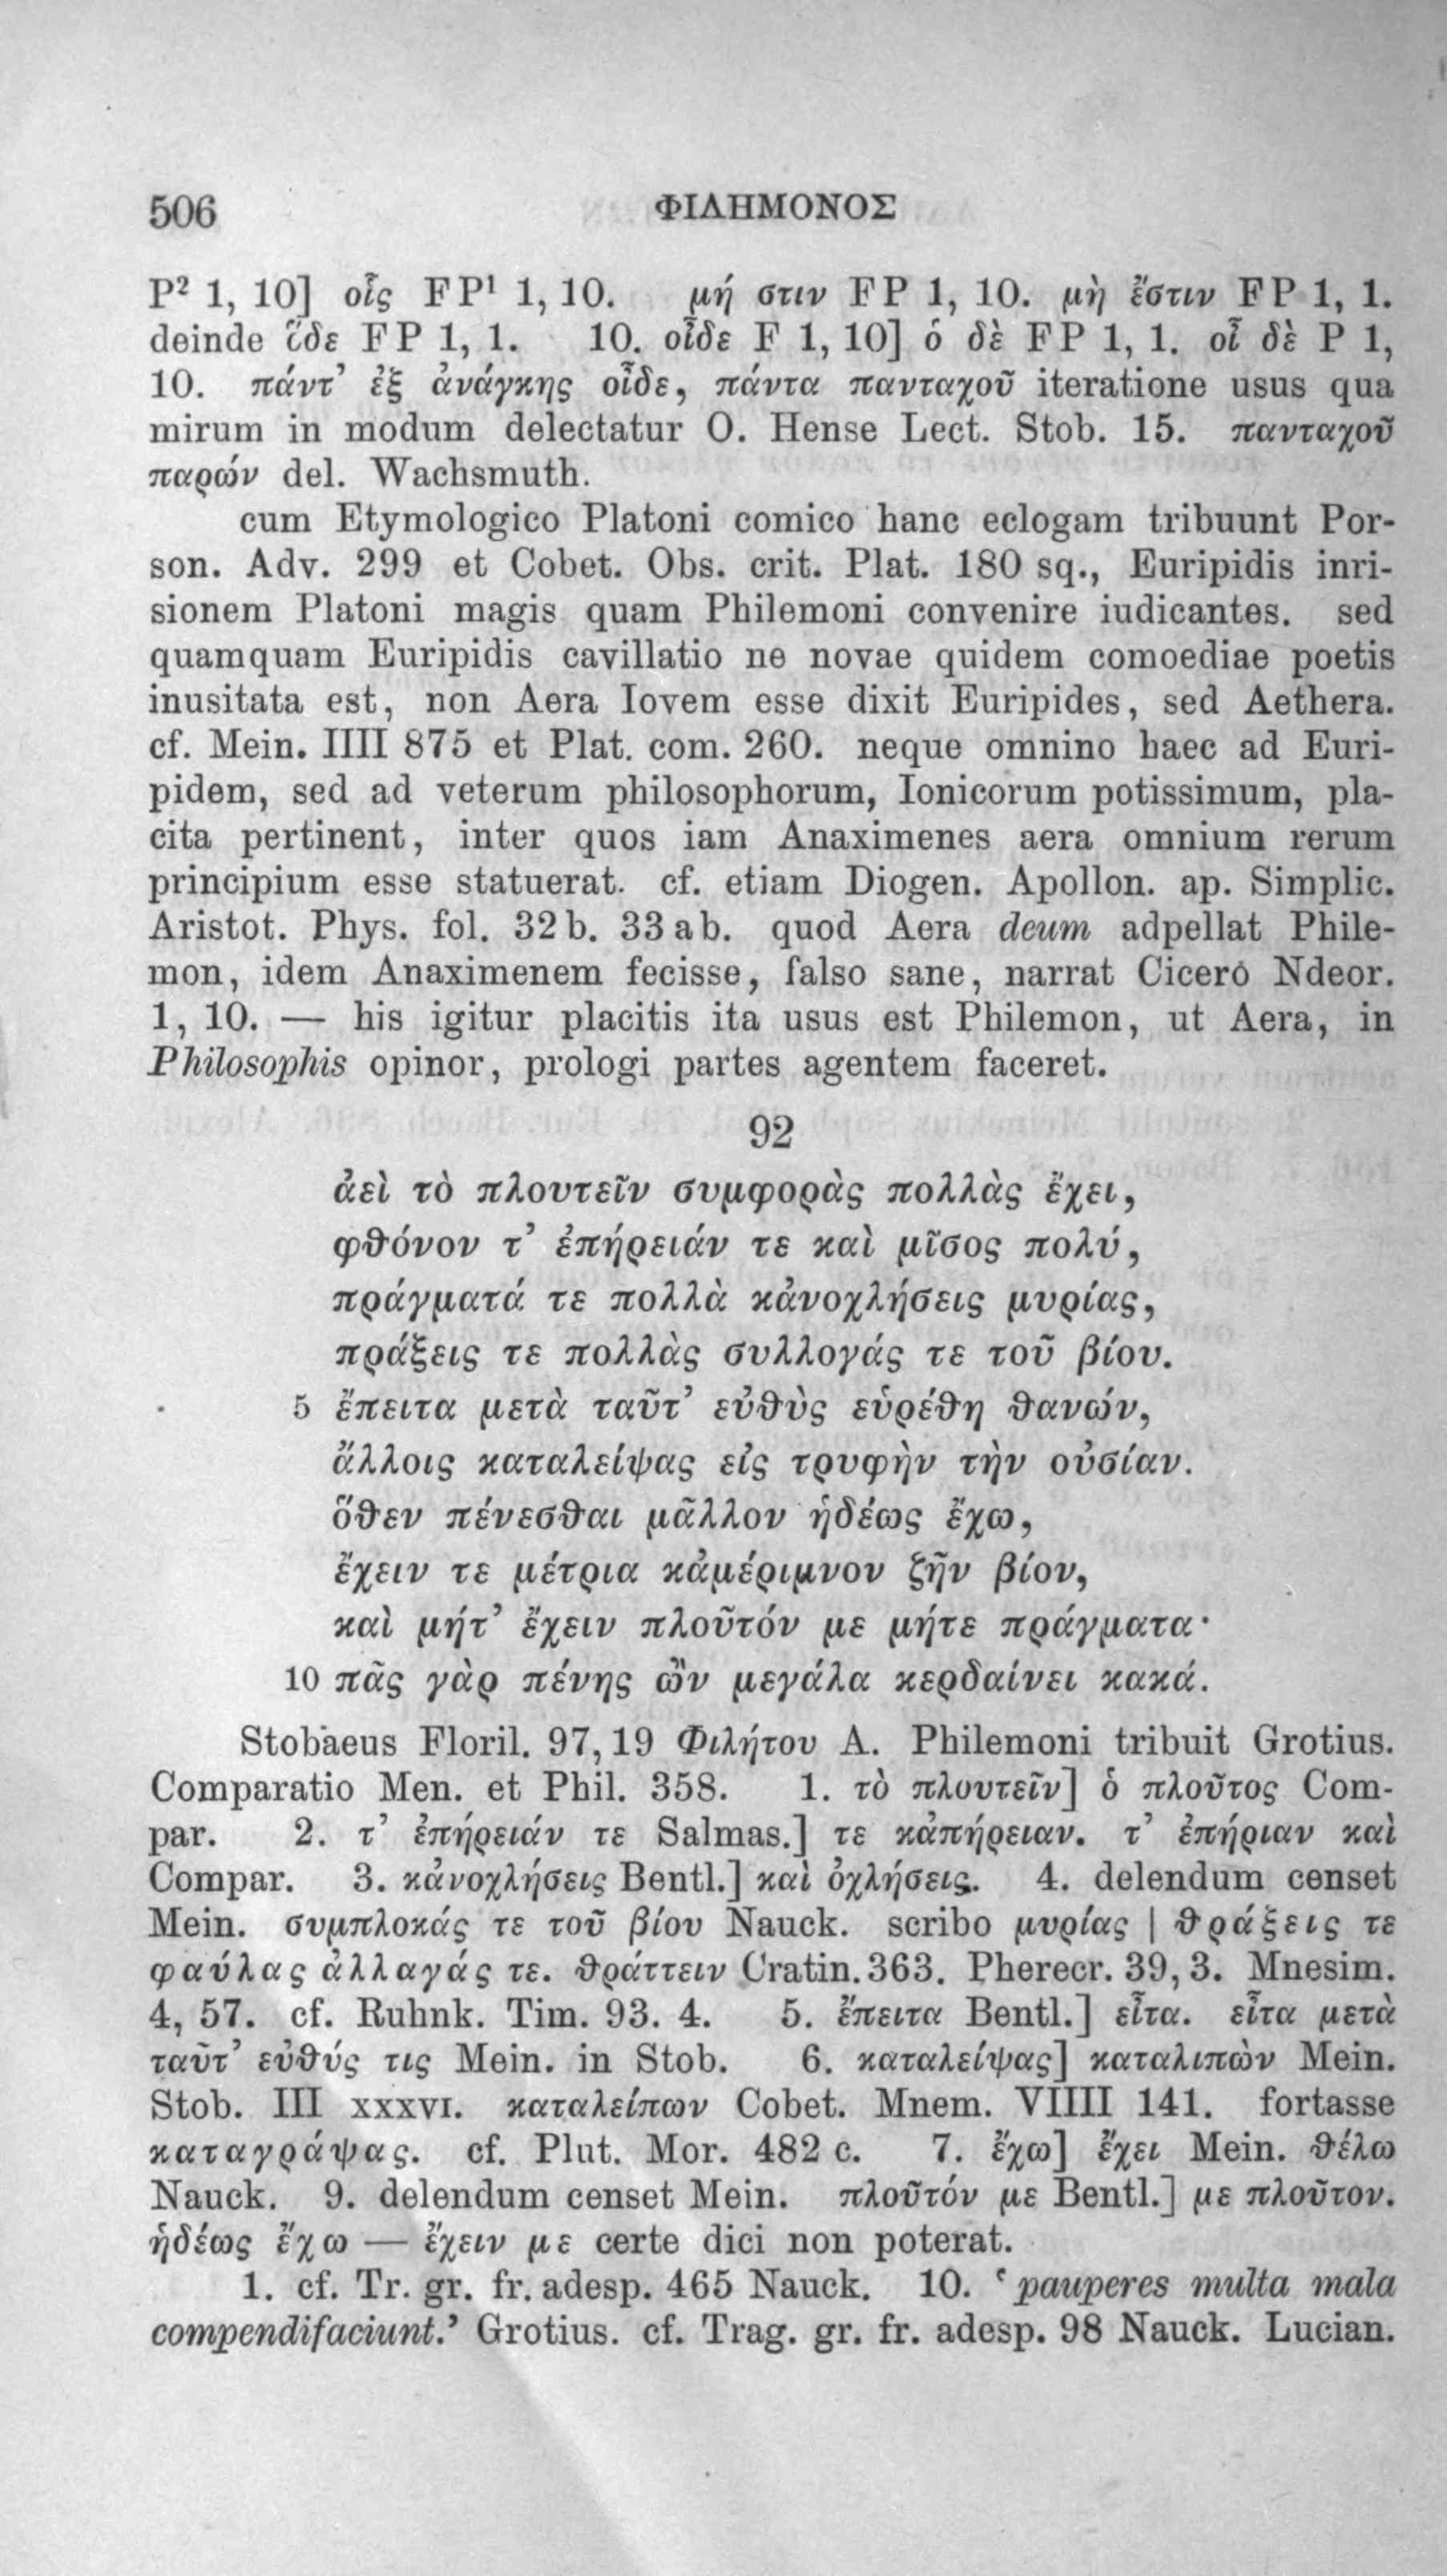 506 ΦΙΛΗΜΟΝΟΣ
P² 1, 10] οἷς FP¹ 1, 10. μή στιν FP 1, 10. μὴ ἔστιν FP 1, 1.
deinde ἵδε FP 1, 1. 10. οἶδε F 1, 10] ὁ δὲ FP 1, 1. οἷ δὲ P 1,
10. πάντ’ ἐξ ἀνάγκης οἶδε, πάντα πανταχοῦ iteratione usus qua
mirum in modum delectatur O. Hense Lect. Stob. 15. πανταχοῦ
παρών del. Wachsmuth.
cum Etymologico Platoni comico hanc eclogam tribuunt Por-
son. Adv. 299 et Cobet. Obs. crit. Plat. 180 sq., Euripidis inri-
sionem Platoni magis quam Philemoni convenire iudicantes. sed
quamquam Euripidis cavillatio ne novae quidem comoediae poetis
inusitata est, non Aera Iovem esse dixit Euripides, sed Aethera.
cf. Mein. IIII 875 et Plat. com. 260. neque omnino haec ad Euri-
pidem, sed ad veterum philosophorum, Ionicorum potissimum, pla-
cita pertinent, inter quos iam Anaximenes aera omnium rerum
principium esse statuerat. cf. etiam Diogen. Apollon. ap. Simplic.
Aristot. Phys. fol. 32 b. 33 ab. quod Aera deum adpellat Phile-
mon, idem Anaximenem fecisse, falso sane, narrat Cicero Ndeor.
1, 10. — his igitur placitis ita usus est Philemon, ut Aera, in
Philosophis opinor, prologi partes agentem faceret.
92
ἀεὶ τὸ πλουτεῖν συμφορὰς πολλὰς ἔχει,
φθόνον τ’ ἐπήρειάν τε καὶ μῖσος πολύ,
πράγματά τε πολλὰ κἀνοχλήσεις μυρίας,
πράξεις τε πολλὰς συλλογάς τε τοῦ βίου.
5 ἔπειτα μετὰ ταῦτ’ εὐθὺς εὑρέθη θανών,
ἄλλοις καταλείψας εἰς τρυφὴν τὴν οὐσίαν.
ὅθεν πένεσθαι μᾶλλον ἡδέως ἔχω,
ἔχειν τε μέτρια κἀμέριμνον ζῆν βίον,
καὶ μήτ’ ἔχειν πλοῦτόν με μήτε πράγματα·
10 πᾶς γὰρ πένης ὢν μεγάλα κερδαίνει κακά.
Stobaeus Floril. 97, 19 Φιλήτου A. Philemoni tribuit Grotius.
Comparatio Men. et Phil. 358. 1. τὸ πλουτεῖν] ὁ πλοῦτος Com-
par. 2. τ’ ἐπήρειάν τε Salmas.] τε κἀπήρειαν. τ’ ἐπήριαν καὶ
Compar. 3. κἀνοχλήσεις Bentl.] καὶ ὀχλήσεις. 4. delendum censet
Mein. συμπλοκάς τε τοῦ βίου Nauck. scribo μυρίας | θράξεις τε
φαύλας ἀλλαγάς τε. θράττειν Cratin. 363. Pherecr. 39, 3. Mnesim.
4, 57. cf. Ruhnk. Tim. 93. 4. 5. ἔπειτα Bentl.] εἶτα. εἶτα μετὰ
ταῦτ’ εὐθύς τις Mein. in Stob. 6. καταλείψας] καταλιπὼν Mein.
Stob. III XXXVI. καταλείπων Cobet. Mnem. VIIII 141. fortasse
καταγράψας. cf. Plut. Mor. 482 c. 7. ἔχω] ἔχει Mein. θέλω
Nauck. 9. delendum censet Mein. πλοῦτόν με Bentl.] με πλοῦτον.
ἡδέως ἔχω — ἔχειν με certe dici non poterat.
1. cf. Tr. gr. fr. adesp. 465 Nauck. 10. ‘pauperes multa mala
compendifaciunt.’ Grotius. cf. Trag. gr. fr. adesp. 98 Nauck. Lucian.